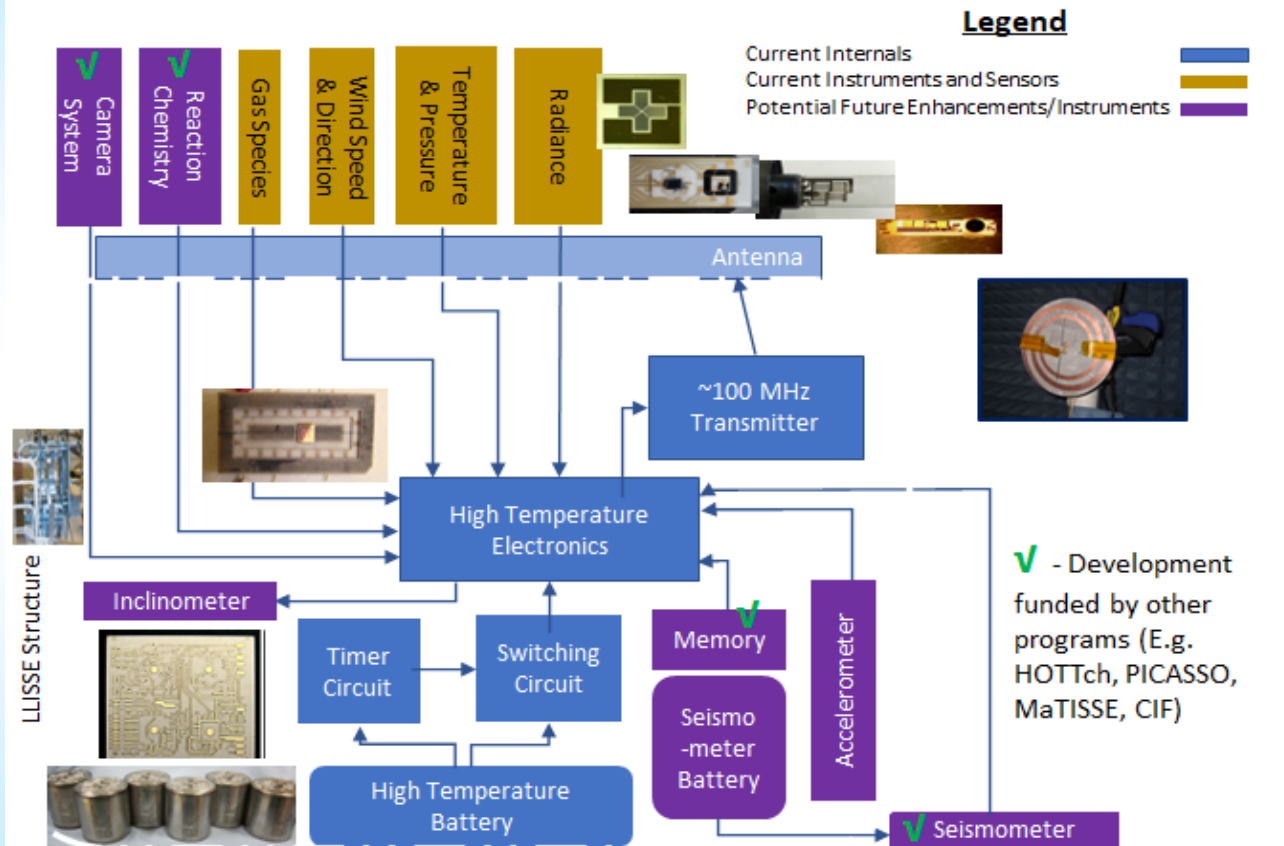 Legend
Current Internals
Current Instruments and Sensors
Potential Future Enhancements/Instruments
√ Camera
System
√ Reaction
Chemistry
Gas Species
Wind Speed
& Direction
Temperature
& Pressure
Radiance
Antenna
~100 MHz
Transmitter
High Temperature
Electronics
LLISSE Structure
Inclinometer
Timer
Circuit
Switching
Circuit
√
Memory
Seismo
-meter
Battery
Accelerometer
High Temperature
Battery
√ Seismometer
√ - Development
funded by other
programs (E.g.
HOTTch, PICASSO,
MaTISSE, CIF)